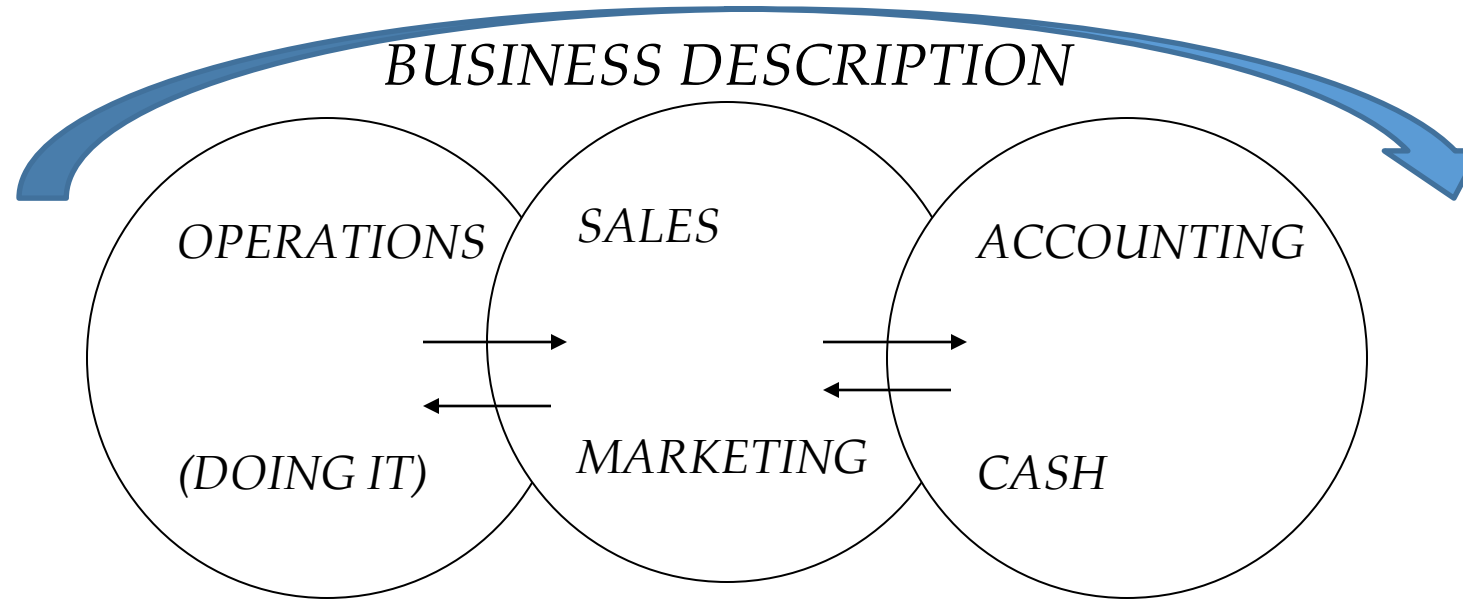 BUSINESS DESCRIPTION
OPERATIONS
(DOING IT)
SALES
MARKETING
ACCOUNTING
CASH